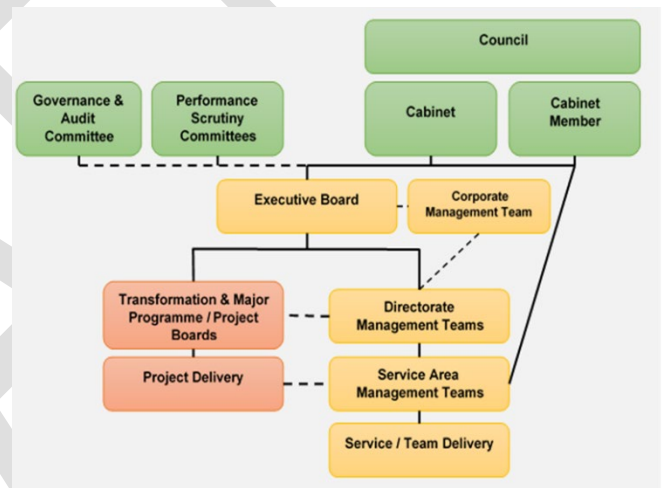 Council
Governance &
Audit
Committee
Performance
Scrutiny
Committees
Cabinet
Cabinet
Member
Executive Board
Corporate
Management Team
Transformation & Major
Programme / Project
Boards
Directorate
Management Teams
Project Delivery
Service Area
Management Teams
Service / Team Delivery